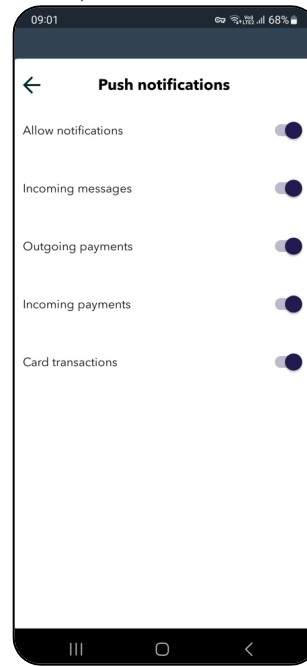 09:01 68%
Push notifications
Allow notifications
Incoming messages
Outgoing payments
Incoming payments
Card transactions